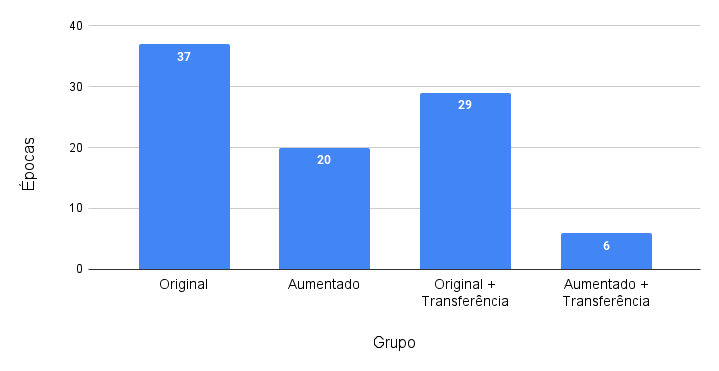 Épocas
40
30
20
10
0
37
20
29
6
Original
Aumentado
Original +
Transferência
Aumentado +
Transferência
Grupo